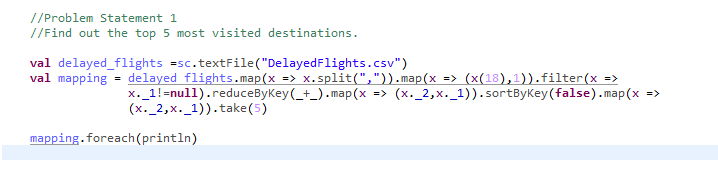 //Problem Statement 1
//Find out the top 5 most visited destinations.
val delayed_flights =sc.textFile("DelayedFlights.csv")
val mapping = delayed_flights.map(x => x.split(",")).map(x => (x(18),1)).filter(x =>
x._1!=null).reduceByKey(_+_).map(x => (x._2,x._1)).sortByKey(false).map(x =>
(x._2,x._1)).take(5)
mapping.foreach(println)